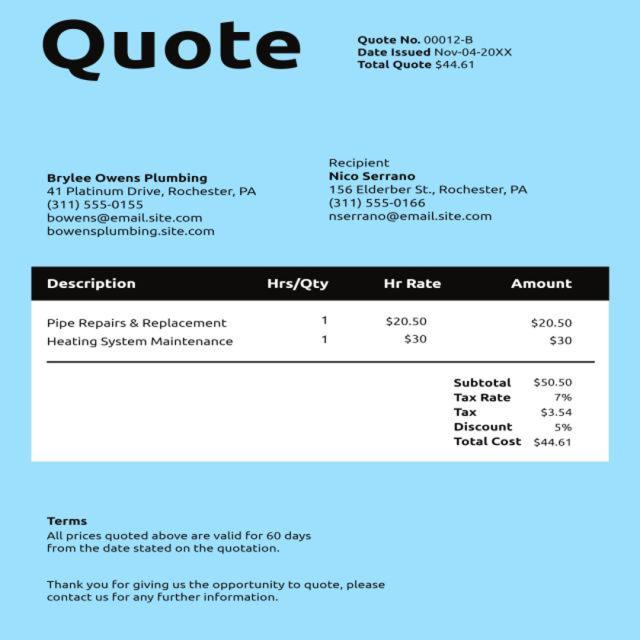 Quote
Quote No. 00012-B
Date Issued Nov-04-20XX
Total Quote $44.61
Brylee Owens Plumbing
41 Platinum Drive, Rochester, PA
(311) 555-0155
bowens@email.site.com
bowensplumbing.site.com
Recipient
Nico Serrano
156 Elderber St., Rochester, PA
(311) 555-0166
nserrano@email.site.com
Description Hrs/Qty Hr Rate Amount
Pipe Repairs & Replacement 1 $20.50 $20.50
Heating System Maintenance 1 $30 $30
Subtotal $50.50
Tax Rate 7%
Tax $3.54
Discount 5%
Total Cost $44.61
Terms
All prices quoted above are valid for 60 days
from the date stated on the quotation.
Thank you for giving us the opportunity to quote, please
contact us for any further information.